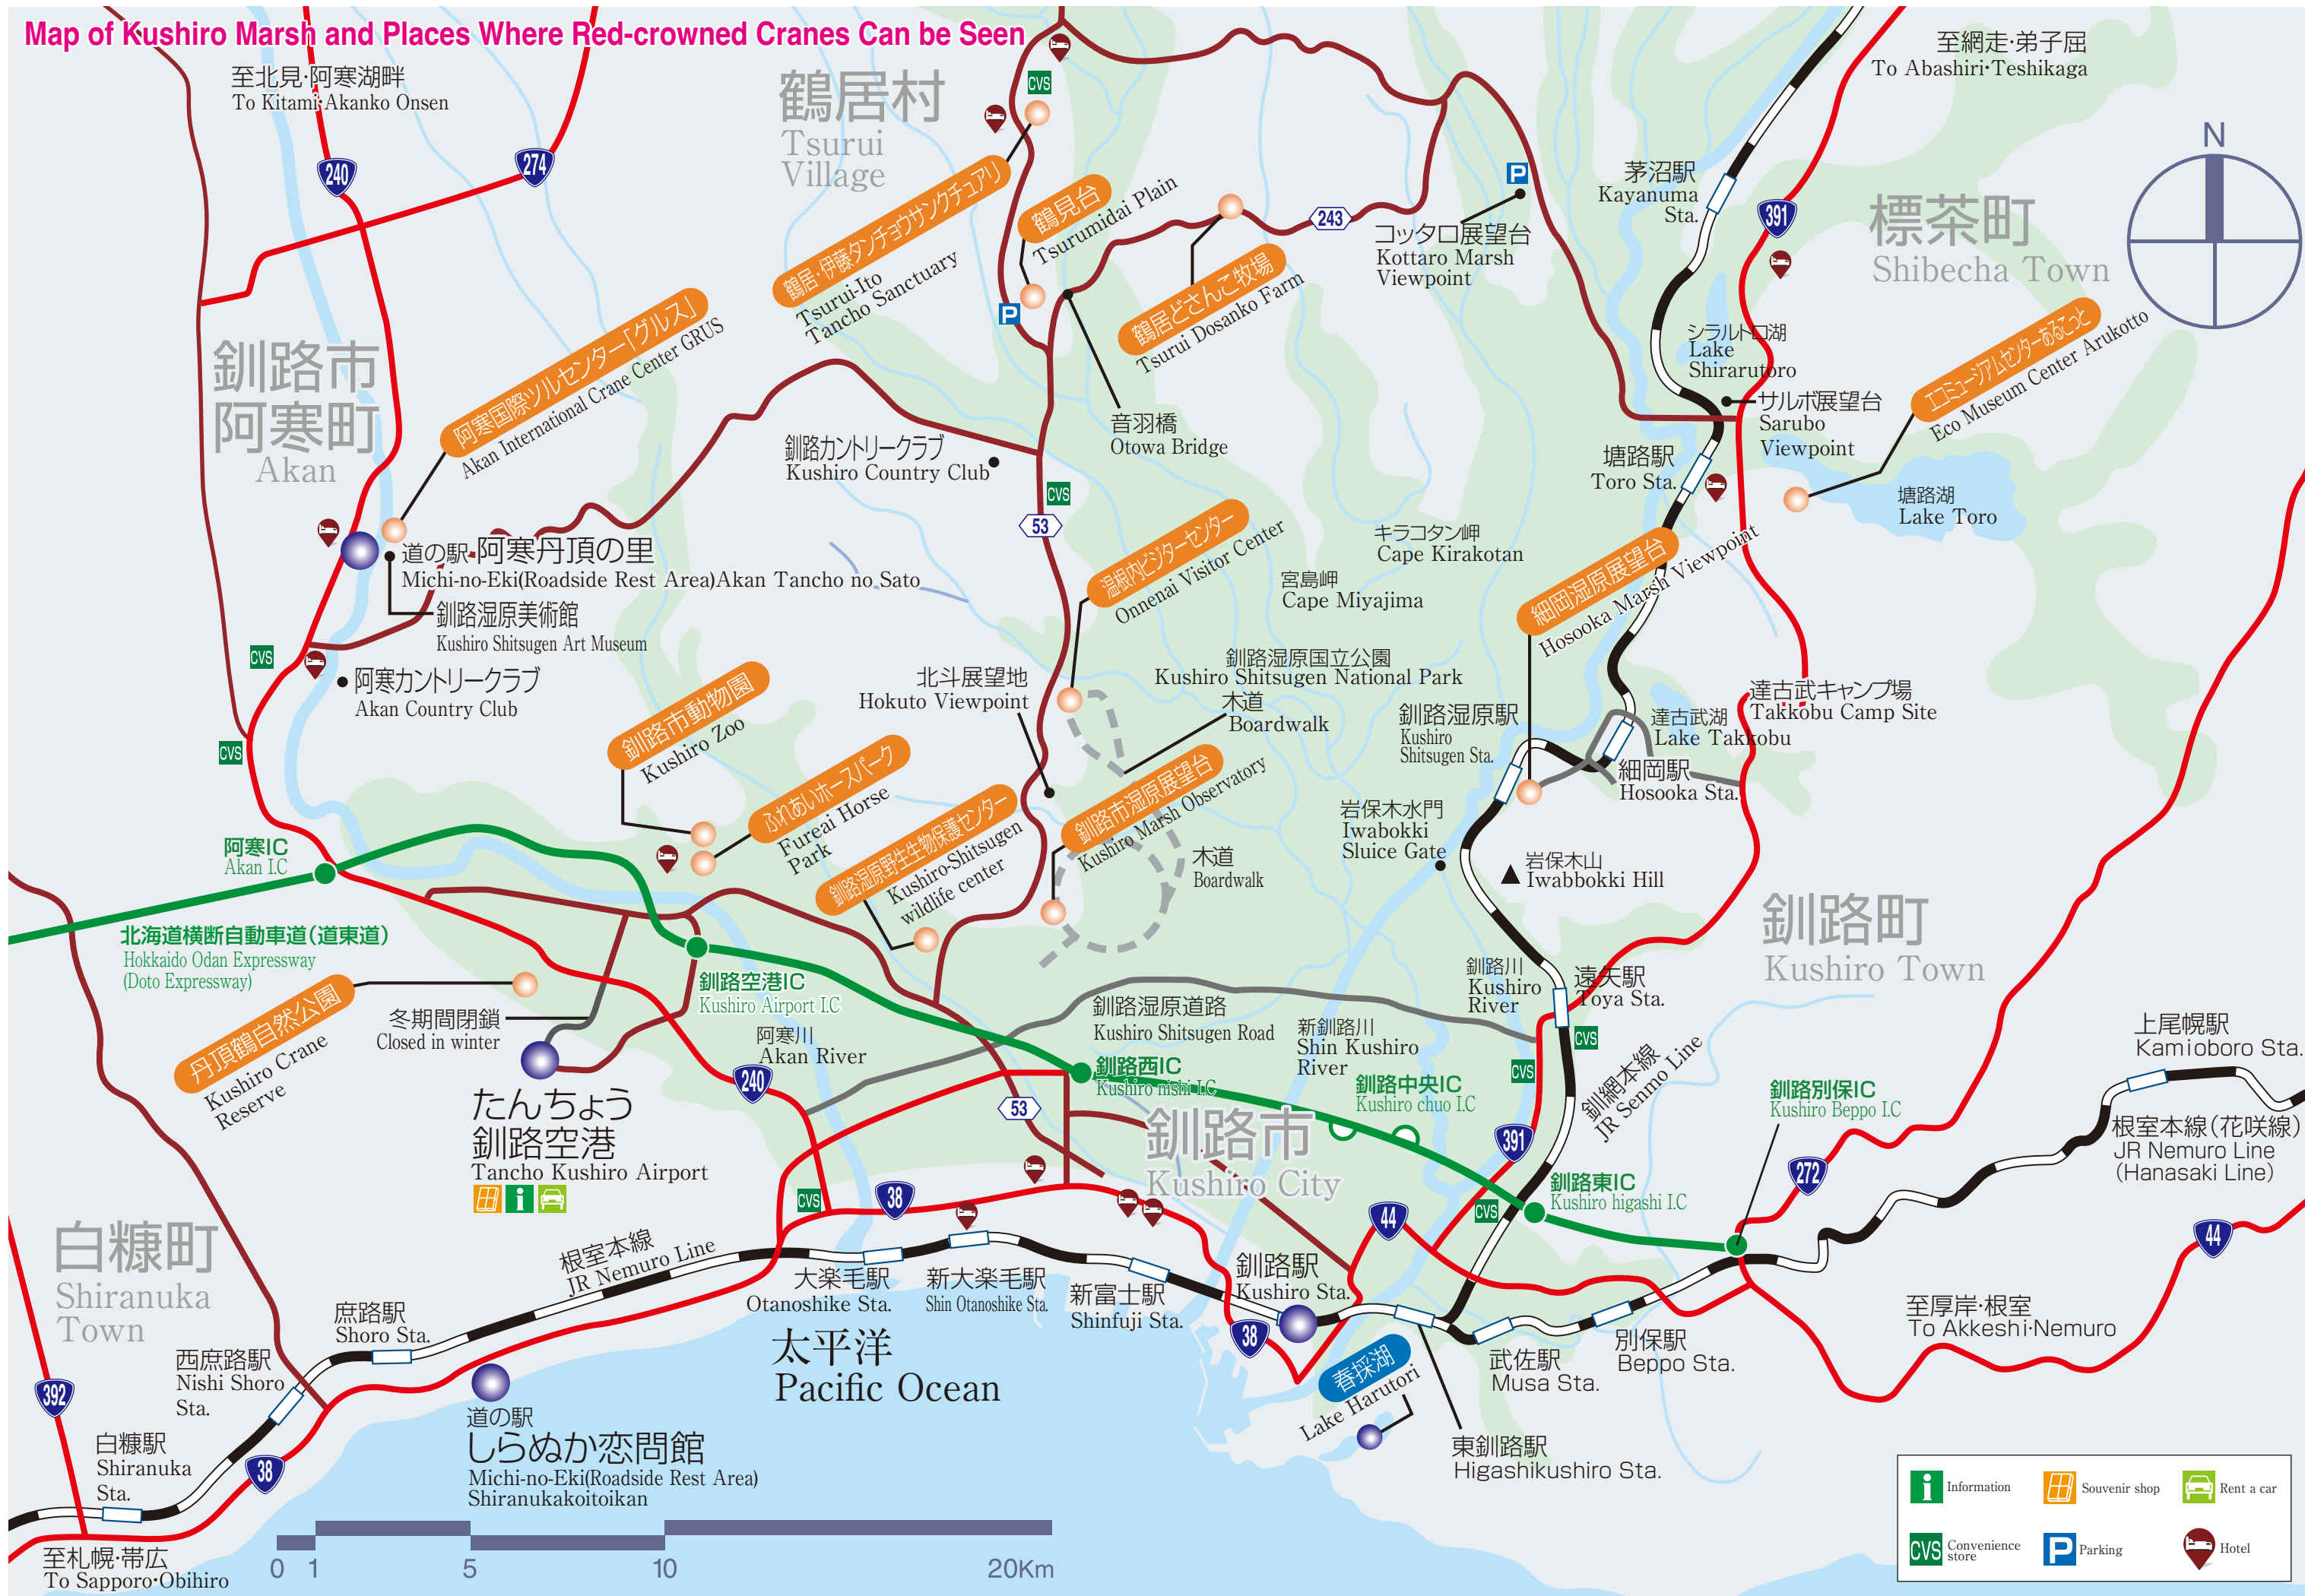 Map of Kushiro Marsh and Places Where Red-crowned Cranes Can be Seen
至北見・阿寒湖畔
To Kitami・Akanko Onsen
鶴居村
Tsurui
Village
至網走・弟子屈
To Abashiri・Teshikaga
N
CVS
240
274
鶴居・伊藤タンチョウサンクチュアリ
Tsurui-Ito
Tancho Sanctuary
鶴見台
Tsurumidai Plain
P
243
P
コッタロ展望台
Kottaro Marsh
Viewpoint
茅沼駅
Kayanuma
Sta.
391
標茶町
Shibecha Town
鶴居どさんこ牧場
Tsurui Dosanko Farm
音羽橋
Otowa Bridge
シラルトロ湖
Lake
Shirarutoro
サルボ展望台
Sarubo
Viewpoint
エコミュージアムセンターあるこっと
Eco Museum Center Arukotto
塘路駅
Toro Sta.
塘路湖
Lake Toro
釧路市
阿寒町
Akan
阿寒国際ツルセンター「グルス」
Akan International Crane Center GRUS
釧路カントリークラブ
Kushiro Country Club
CVS
53
道の駅・阿寒丹頂の里
Michi-no-Eki(Roadside Rest Area)Akan Tancho no Sato
釧路湿原美術館
Kushiro Shitsugen Art Museum
CVS
阿寒カントリークラブ
Akan Country Club
CVS
温根内ビジターセンター
Onnenai Visitor Center
キラコタン岬
Cape Kirakotan
宮島岬
Cape Miyajima
細岡湿原展望台
Hosooka Marsh Viewpoint
釧路湿原国立公園
Kushiro Shitsugen National Park
木道
Boardwalk
北斗展望地
Hokuto Viewpoint
釧路湿原駅
Kushiro
Shitsugen Sta.
達古武キャンプ場
Takkobu Camp Site
達古武湖
Lake Takkobu
細岡駅
Hosooka Sta.
釧路市動物園
Kushiro Zoo
ふれあいホースパーク
Fureai Horse
Park
釧路湿原野生生物保護センター
Kushiro-Shitsugen
wildlife center
釧路市湿原展望台
Kushiro Marsh Observatory
木道
Boardwalk
岩保木水門
Iwabokki
Sluice Gate
岩保木山
Iwabbokki Hill
阿寒IC
Akan I.C
北海道横断自動車道（道東道）
Hokkaido Odan Expressway
(Doto Expressway)
丹頂鶴自然公園
Kushiro Crane
Reserve
冬期間閉鎖
Closed in winter
釧路空港IC
Kushiro Airport I.C
阿寒川
Akan River
釧路湿原道路
Kushiro Shitsugen Road
新釧路川
Shin Kushiro
River
釧路川
Kushiro
River
遠矢駅
Toya Sta.
CVS
CVS
釧路町
Kushiro Town
たんちょう
釧路空港
Tancho Kushiro Airport
i
240
53
釧路西IC
Kushiro nishi I.C
釧路中央IC
Kushiro chuo I.C
釧網本線
JR Senmo Line
391
釧路別保IC
Kushiro Beppo I.C
上尾幌駅
Kamioboro Sta.
根室本線（花咲線）
JR Nemuro Line
(Hanasaki Line)
272
44
釧路市
Kushiro City
CVS
38
44
CVS
釧路東IC
Kushiro higashi I.C
白糠町
Shiranuka
Town
根室本線
JR Nemuro Line
大楽毛駅
Otanoshike Sta.
新大楽毛駅
Shin Otanoshike Sta.
新富士駅
Shinfuji Sta.
釧路駅
Kushiro Sta.
38
庶路駅
Shoro Sta.
西庶路駅
Nishi Shoro
Sta.
392
白糠駅
Shiranuka
Sta.
38
太平洋
Pacific Ocean
春採湖
Lake Harutori
武佐駅
Musa Sta.
別保駅
Beppo Sta.
至厚岸・根室
To Akkeshi・Nemuro
東釧路駅
Higashikushiro Sta.
道の駅
しらぬか恋問館
Michi-no-Eki(Roadside Rest Area)
Shiranukakoitoikan
至札幌・帯広
To Sapporo・Obihiro
0 1 5 10 20Km
i Information
Souvenir shop
Rent a car
CVS Convenience
store
P Parking
Hotel